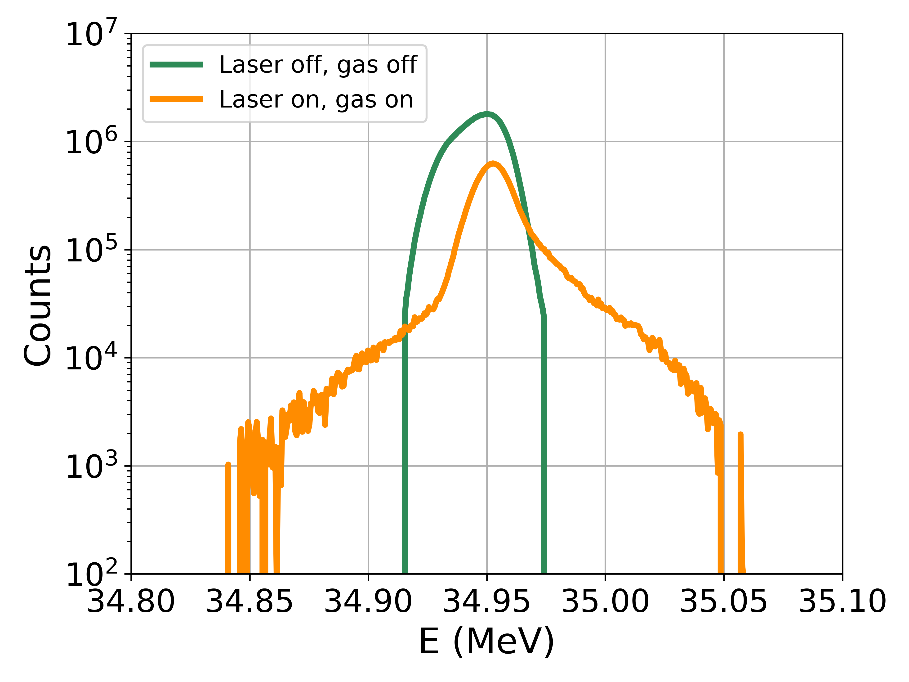 Counts
10⁷
10⁶
10⁵
10⁴
10³
10²
Laser off, gas off
Laser on, gas on
34.80 34.85 34.90 34.95 35.00 35.05 35.10
E (MeV)